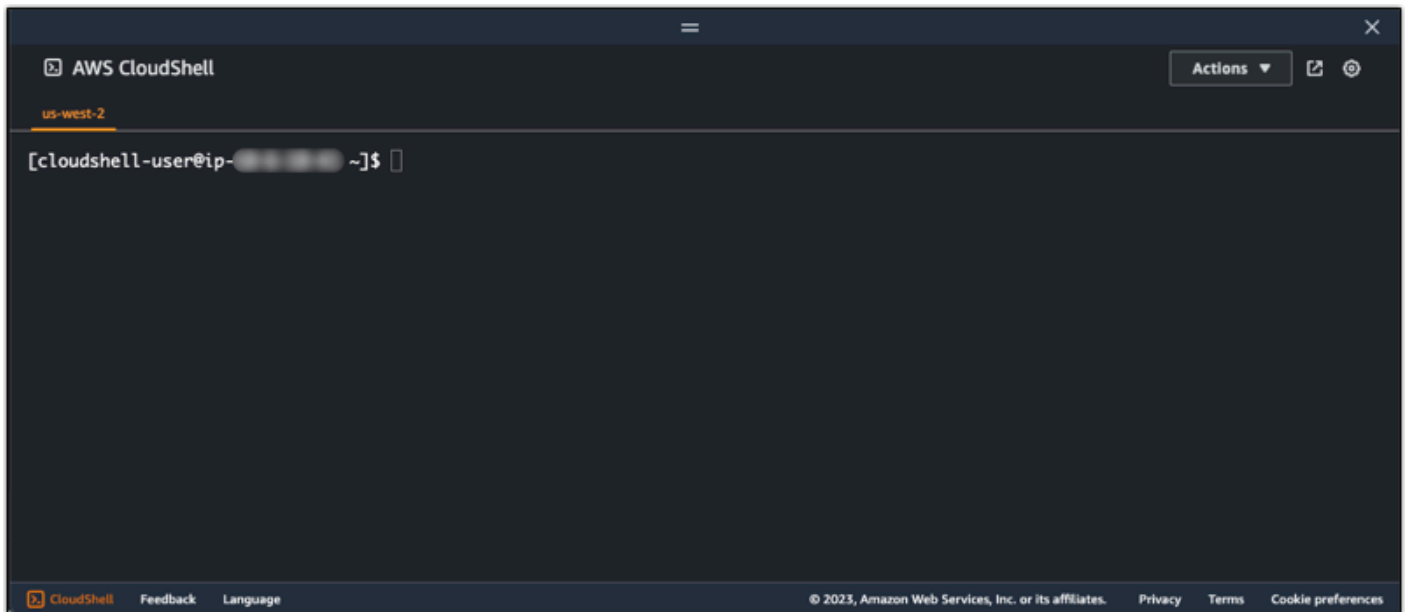 AWS CloudShell
Actions
us-west-2
[cloudshell-user@ip- ~]$
CloudShell Feedback Language © 2023, Amazon Web Services, Inc. or its affiliates. Privacy Terms Cookie preferences